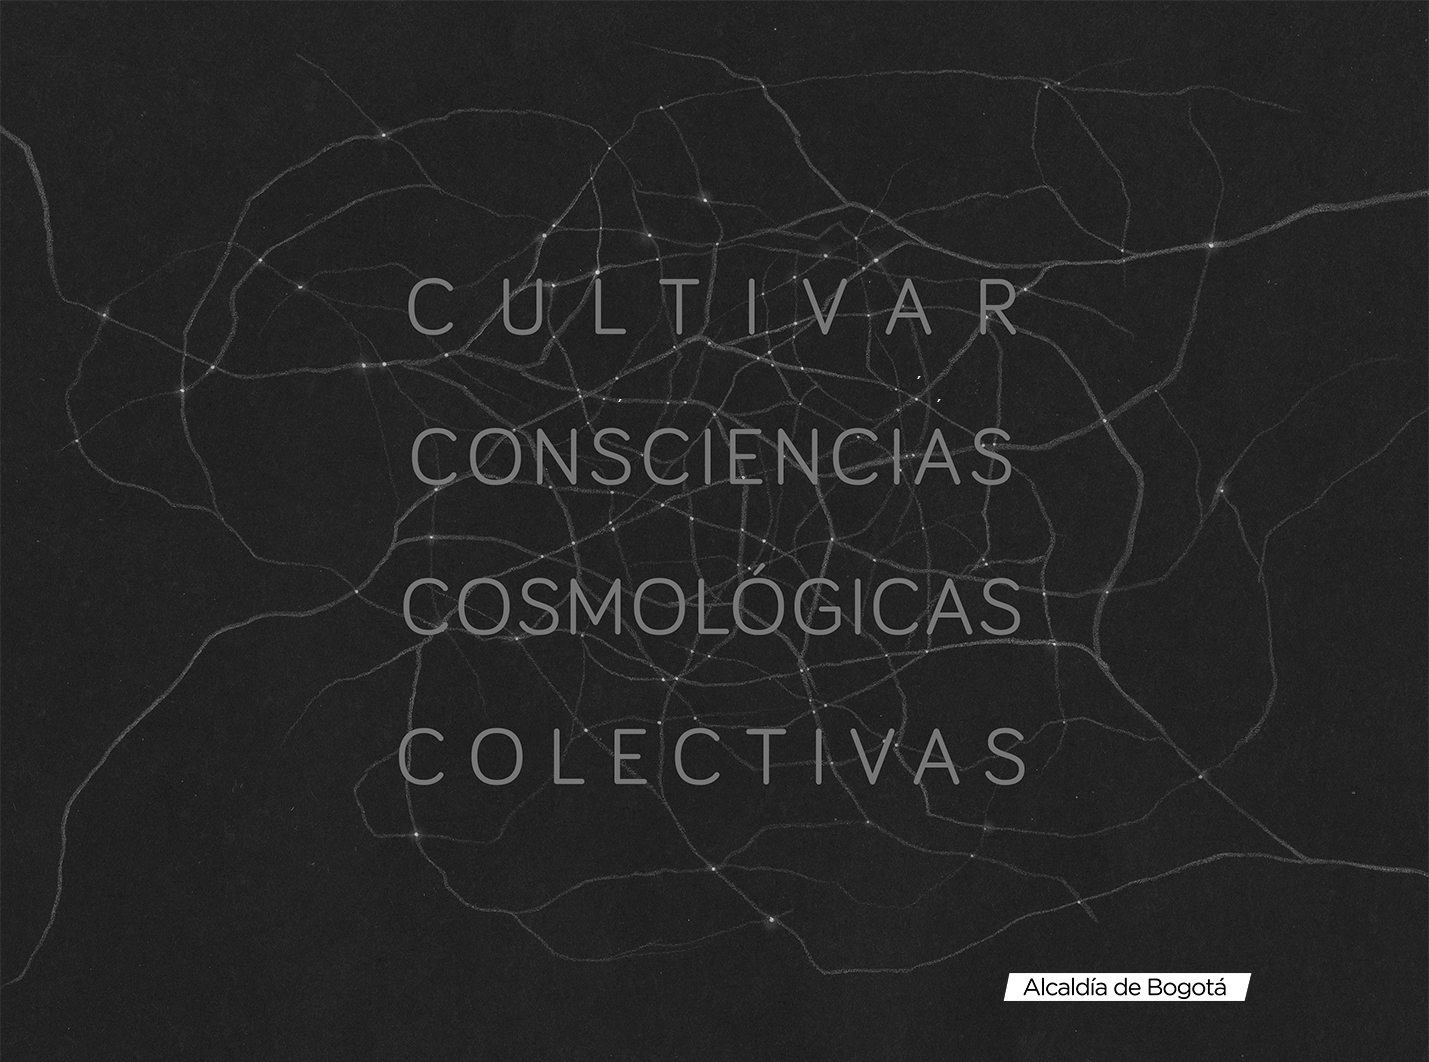 CULTIVAR
CONSCIENCIAS
COSMOLÓGICAS
COLECTIVAS
Alcaldía de Bogotá